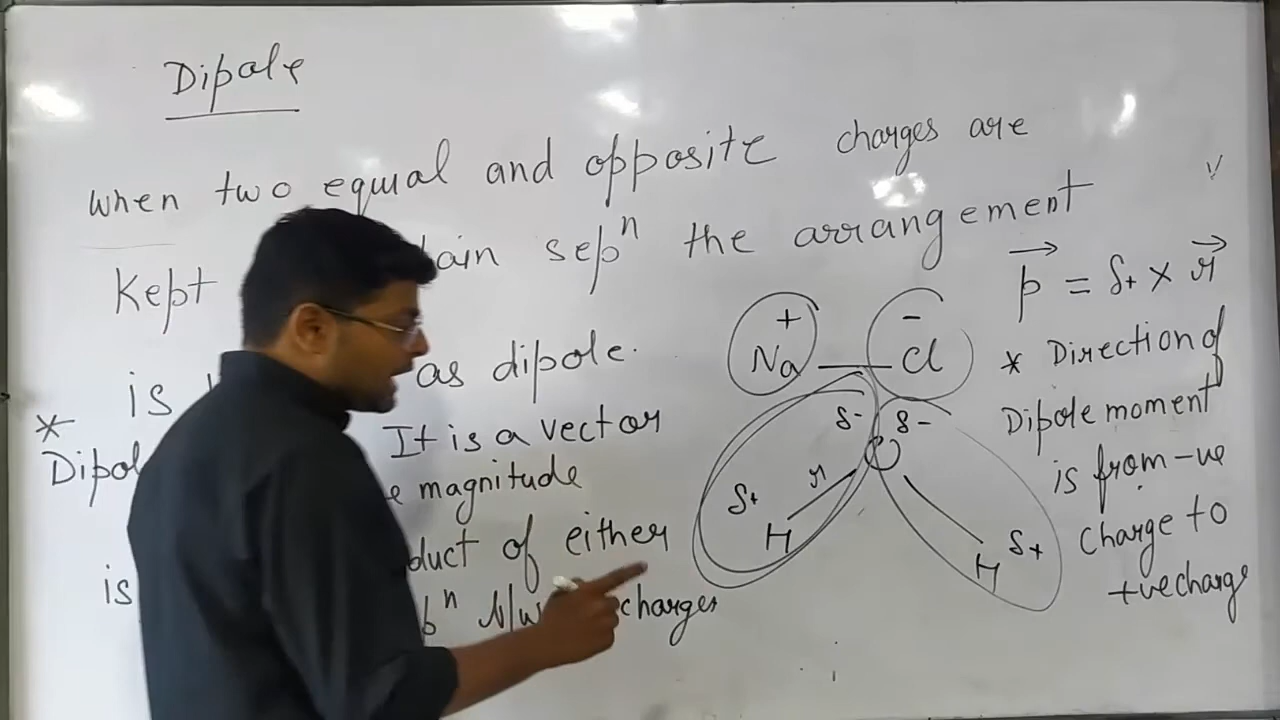 Dipole
When two equal and opposite charges are
Kept ain sepⁿ the arrangement
is as dipole.
* Dipol It is a vector
e magnitude
is duct of either
pⁿ b/w charges
+ −
Na — Cl
δ- δ-
O
r
δ+ H
H δ+
p⃗ = δ+ × r⃗
* Direction of
Dipole moment
is from -ve
Charge to
+ve charge